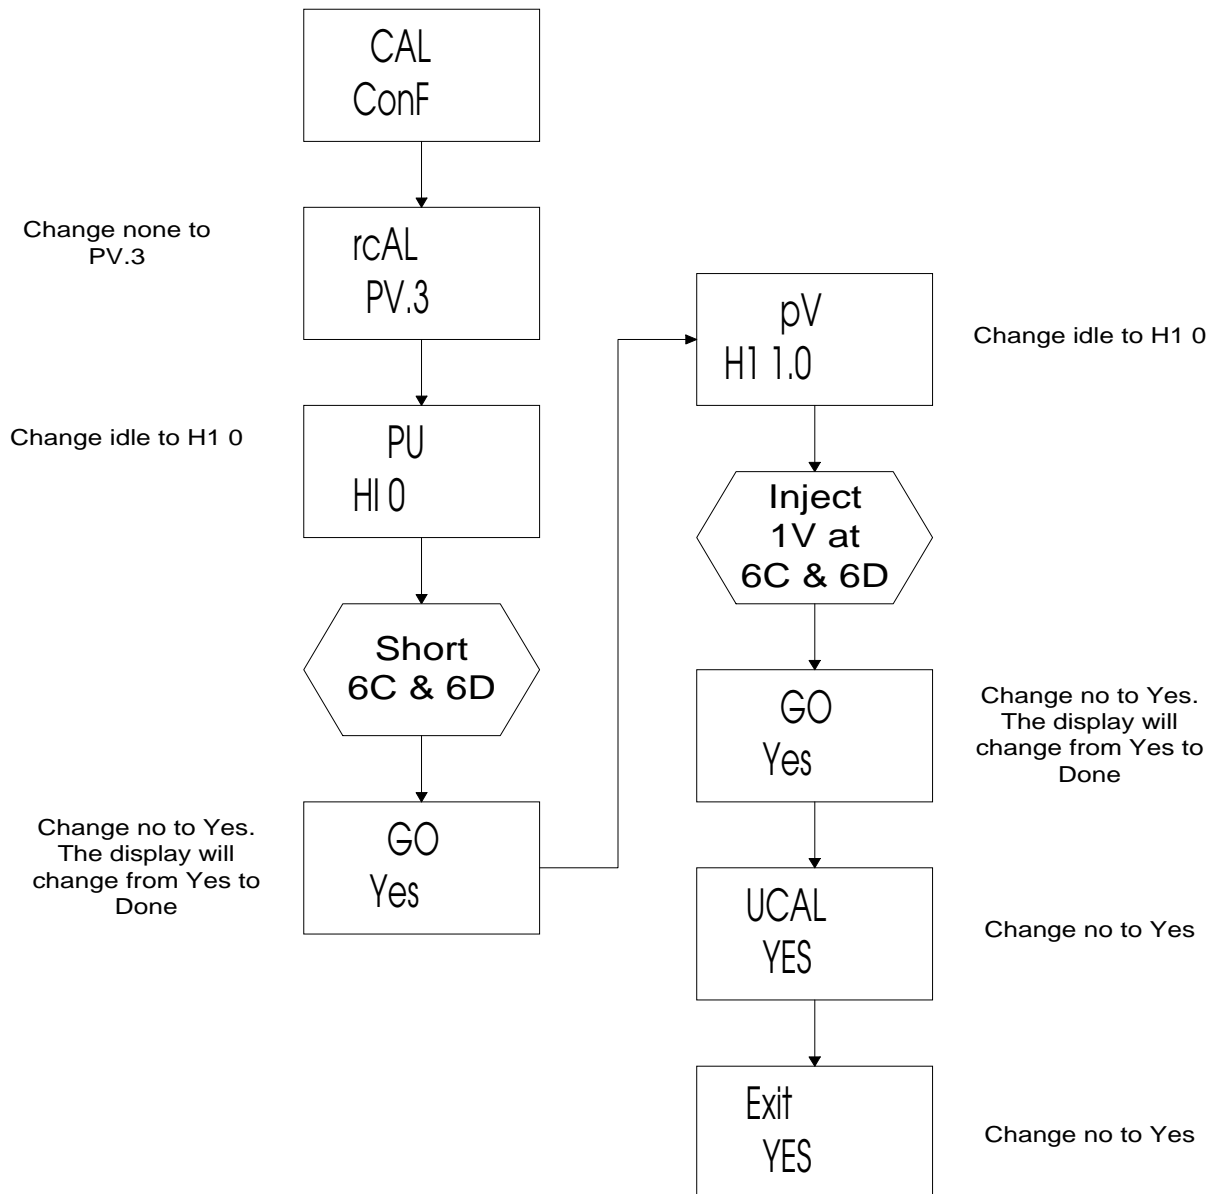 CAL
ConF
Change none to
PV.3
rcAL
PV.3
Change idle to H1 0
PU
HI 0
Short
6C & 6D
Change no to Yes.
The display will
change from Yes to
Done
GO
Yes
pV
H1 1.0
Change idle to H1 0
Inject
1V at
6C & 6D
GO
Yes
Change no to Yes.
The display will
change from Yes to
Done
UCAL
YES
Change no to Yes
Exit
YES
Change no to Yes